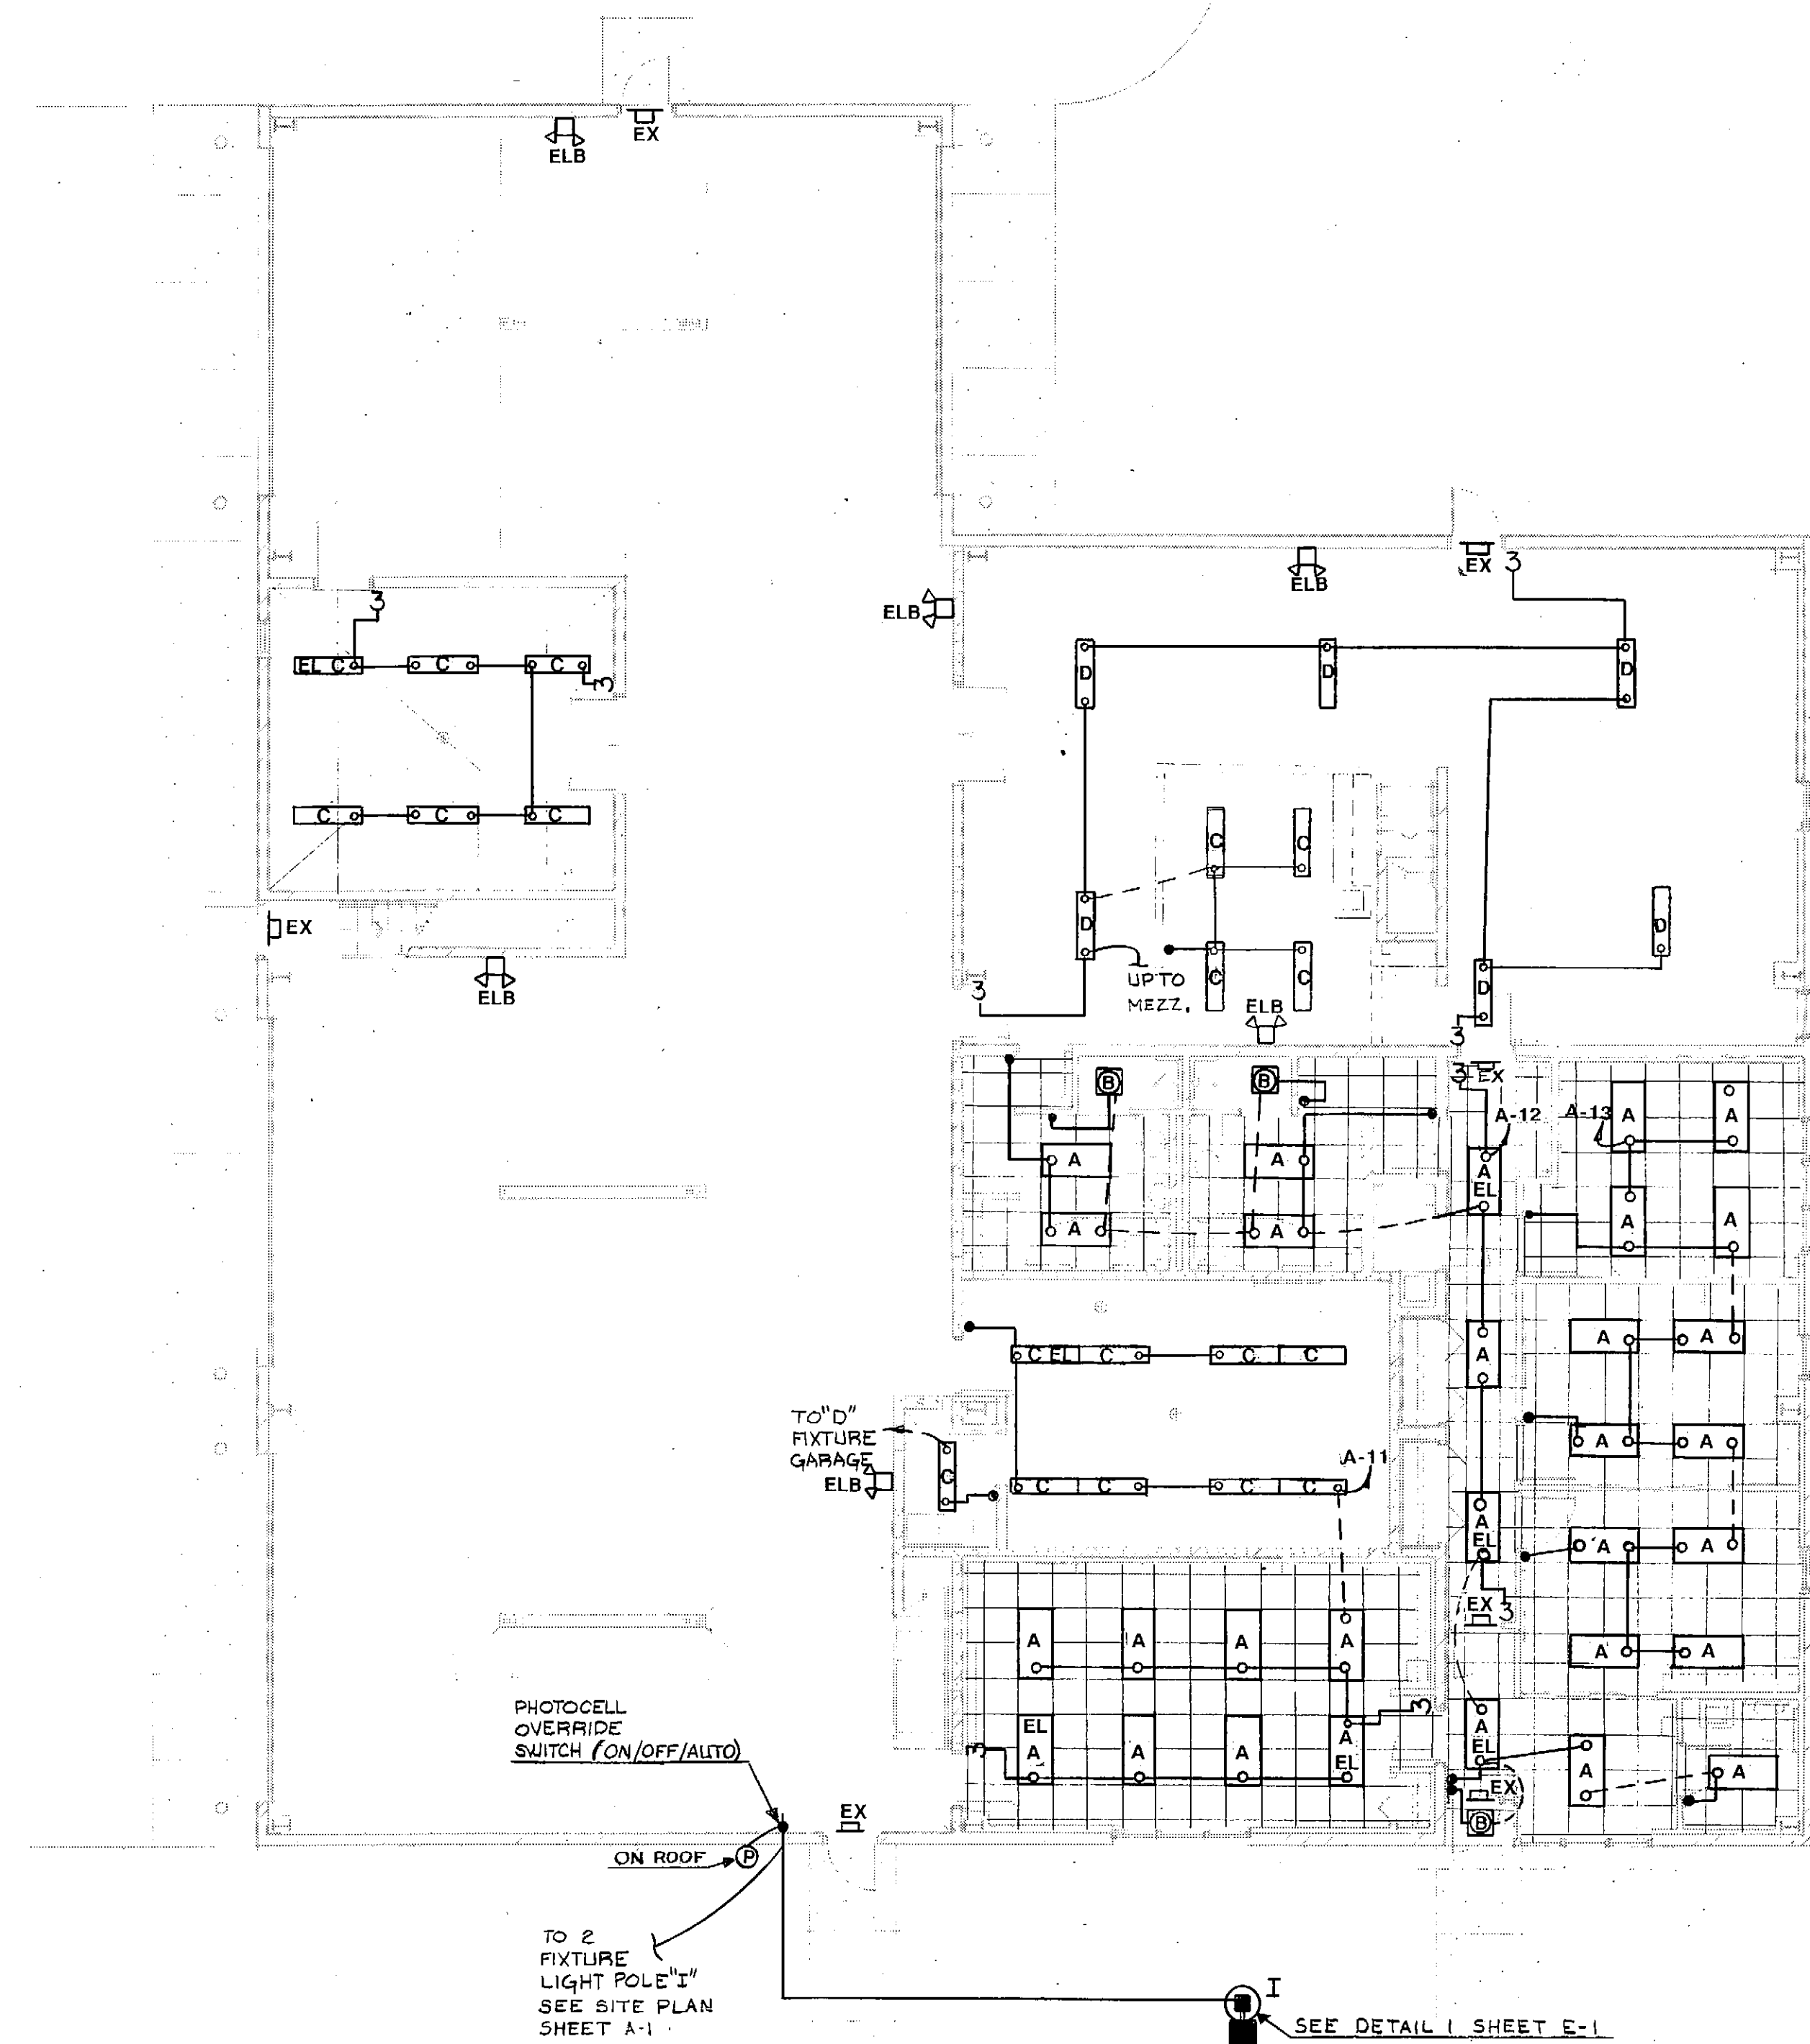 EX
ELB
EX 3
ELB
ELB
3
EL C C C
3
D D D
C C C
C C
D
D
EX
C C
D
UP TO
MEZZ.
3
ELB
ELB
3
3 EX
B B
A-12 A-13 A A
A A
A
EL
A A
A A
C EL C C C
A
A A
TO "D"
FIXTURE
GARAGE
ELB
C
A-11
C C C C
A A
A
EL
A A
EX 3
A A A A
A A
PHOTOCELL
OVERRIDE
SWITCH (ON/OFF/AUTO)
3
EL
A A A A
EL
3
A
EL
A A
EX
B
EX
ON ROOF P
TO 2
FIXTURE
LIGHT POLE "I"
SEE SITE PLAN
SHEET A-1
I
SEE DETAIL 1 SHEET E-1